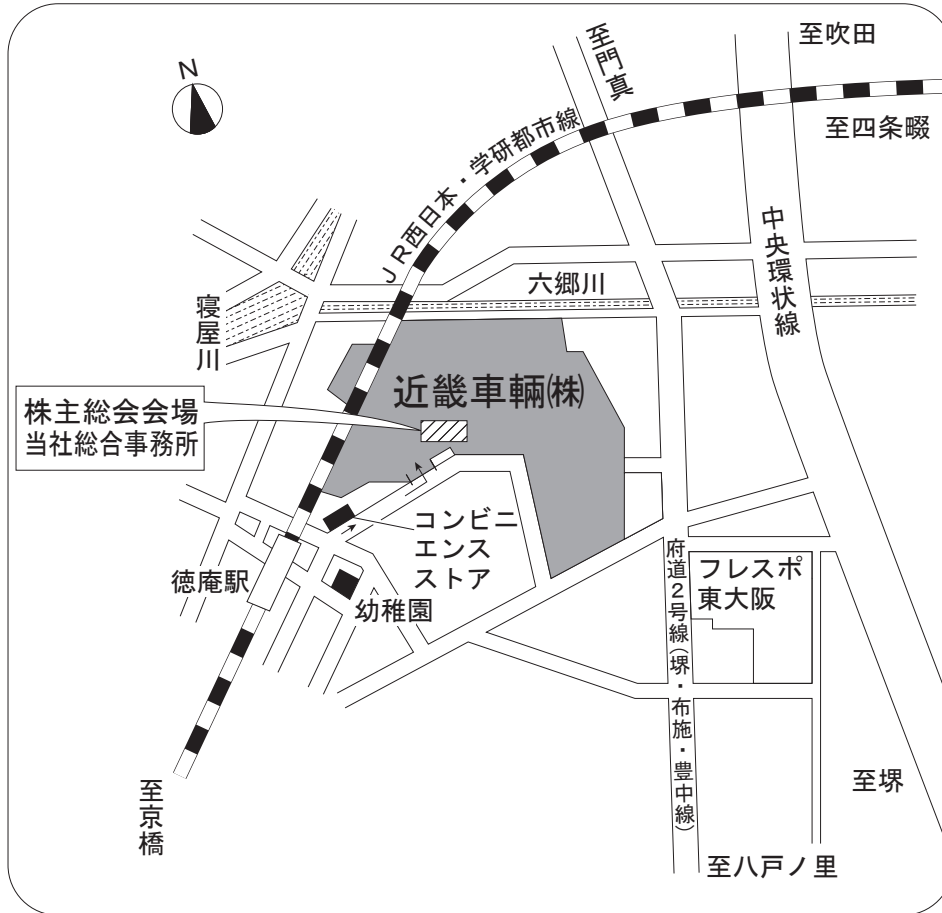 N
至門真
至吹田
至四条畷
JR西日本・学研都市線
中央環状線
六郷川
寝屋川
近畿車輛㈱
株主総会会場
当社総合事務所
コンビニ
エンス
ストア
徳庵駅
幼稚園
府道2号線(堺・布施・豊中線)
フレスポ
東大阪
至京橋
至堺
至八戸ノ里